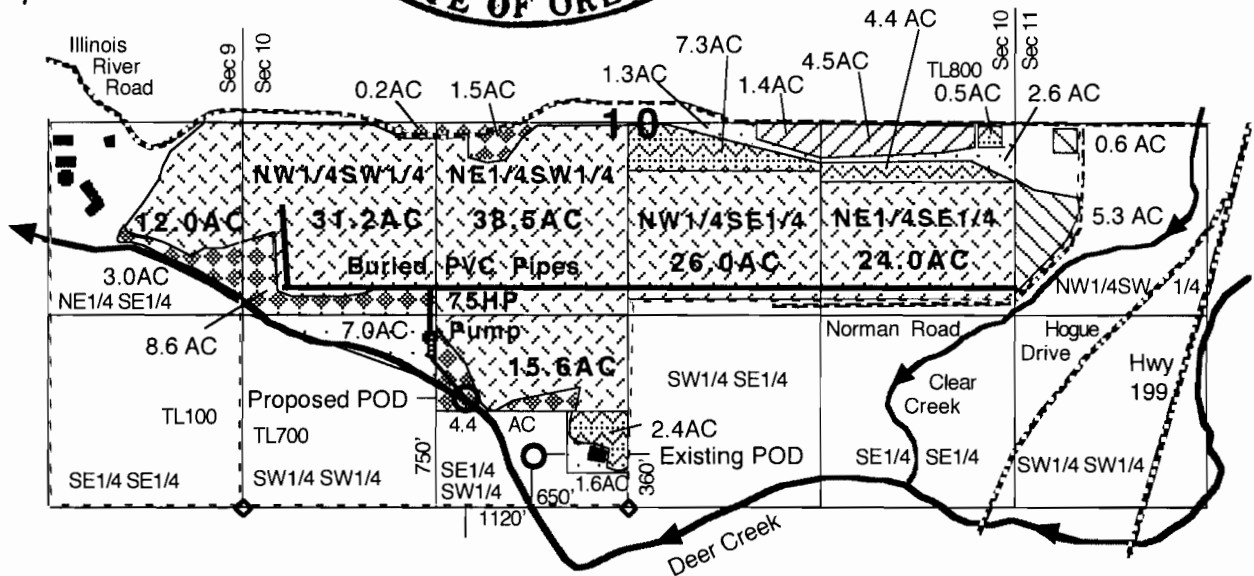 TE OF ORE
Illinois
River
Road
Sec 9
Sec 10
0.2AC
1.5AC
1.3AC
7.3AC
1.4AC
4.5AC
4.4 AC
TL800
0.5AC
Sec 10
Sec 11
2.6 AC
10
0.6 AC
NW1/4SW1/4
NE1/4SW1/4
12.0AC
31.2AC
38.5AC
NW1/4SE1/4
NE1/4SE1/4
5.3 AC
26.0AC
24.0AC
3.0AC
NE1/4 SE1/4
Buried PVC Pipes
NW1/4SW 1/4
7.5HP
Pump
8.6 AC
7.0AC
15.6AC
Norman Road
Hogue
Drive
Hwy
199
SW1/4 SE1/4
Clear
Creek
Proposed POD
TL100
TL700
4.4 AC
2.4AC
Existing POD
750'
SE1/4 SE1/4
SW1/4 SW1/4
SE1/4
SW1/4
1.6AC
360'
SE1/4 SE1/4
SW1/4 SW1/4
650'
1120'
Deer Creek